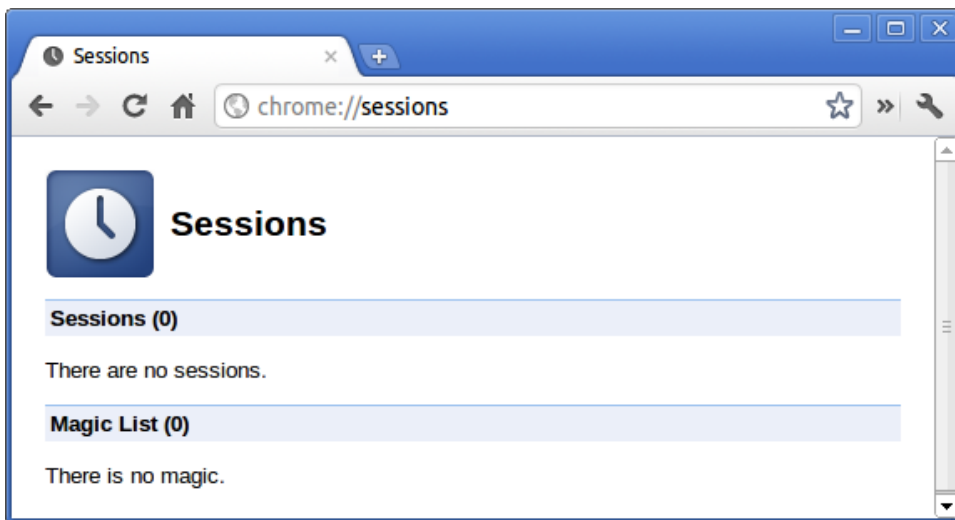 Sessions
chrome://sessions
Sessions
Sessions (0)
There are no sessions.
Magic List (0)
There is no magic.